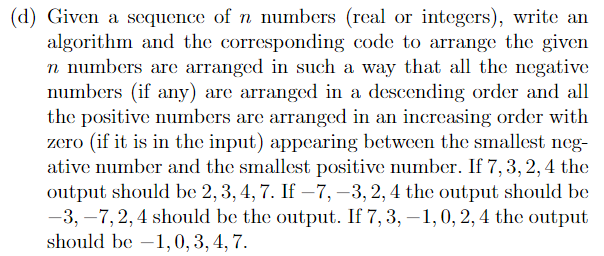 (d) Given a sequence of n numbers (real or integers), write an
algorithm and the corresponding code to arrange the given
n numbers are arranged in such a way that all the negative
numbers (if any) are arranged in a descending order and all
the positive numbers are arranged in an increasing order with
zero (if it is in the input) appearing between the smallest neg-
ative number and the smallest positive number. If 7, 3, 2, 4 the
output should be 2, 3, 4, 7. If −7, −3, 2, 4 the output should be
−3, −7, 2, 4 should be the output. If 7, 3, −1, 0, 2, 4 the output
should be −1, 0, 3, 4, 7.